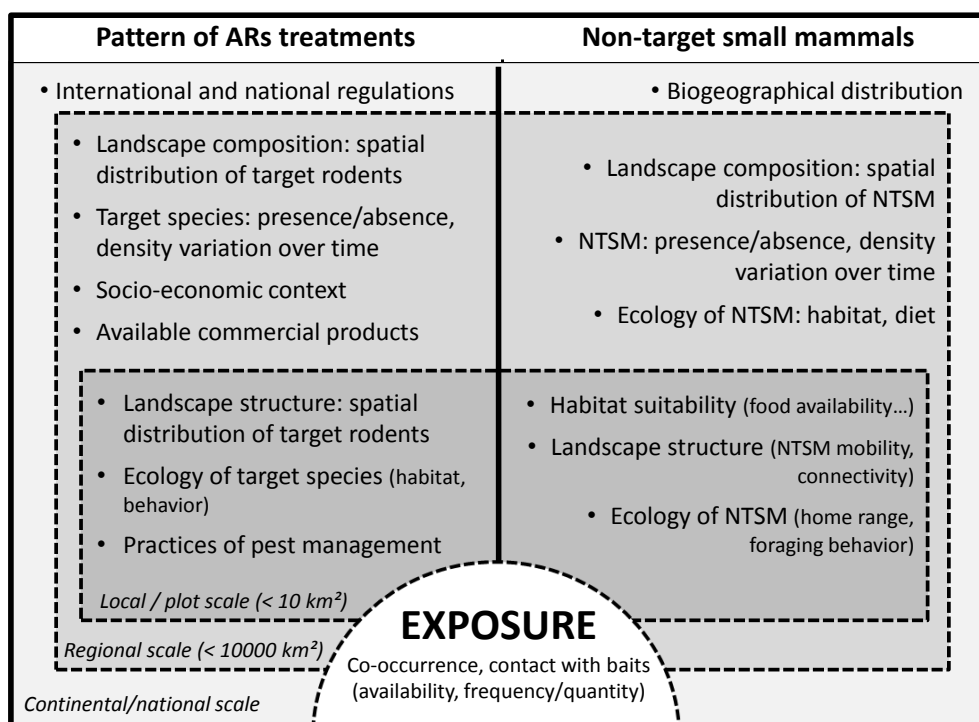 Pattern of ARs treatments
Non-target small mammals
• International and national regulations
• Biogeographical distribution
• Landscape composition: spatial
distribution of target rodents
• Target species: presence/absence,
density variation over time
• Socio-economic context
• Available commercial products
• Landscape composition: spatial
distribution of NTSM
• NTSM: presence/absence, density
variation over time
• Ecology of NTSM: habitat, diet
• Landscape structure: spatial
distribution of target rodents
• Ecology of target species (habitat,
behavior)
• Practices of pest management
• Habitat suitability (food availability…)
• Landscape structure (NTSM mobility,
connectivity)
• Ecology of NTSM (home range,
foraging behavior)
Local / plot scale (< 10 km²)
Regional scale (< 10000 km²)
Continental/national scale
EXPOSURE
Co-occurrence, contact with baits
(availability, frequency/quantity)